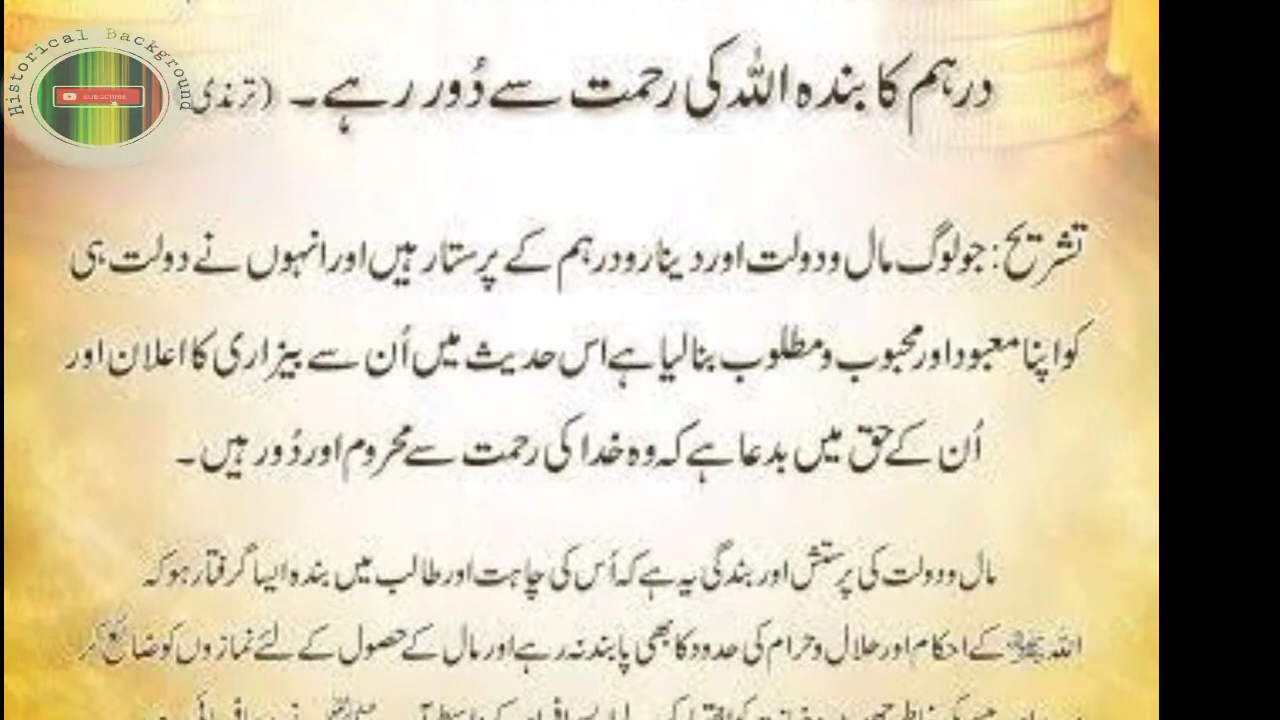 Historical Background
SUBSCRIBE
درہم کا بندہ اللہ کی رحمت سے دُور رہے۔ (ترمذی
تشریح: جو لوگ مال و دولت اور دینار و درہم کے پرستار ہیں اور انہوں نے دولت ہی
کو اپنا معبود اور محبوب و مطلوب بنا لیا ہے اس حدیث میں اُن سے بیزاری کا اعلان اور
اُن کے حق میں بددعا ہے کہ وہ خدا کی رحمت سے محروم اور دُور ہیں۔
مال و دولت کی پرستش اور بندگی یہ ہے کہ اُس کی چاہت اور طالب میں بندہ ایسا گرفتار ہو کہ
اللہ کے احکام اور حلال و حرام کی حدود کا بھی پابند نہ رہے اور مال کے حصول کے لئے نمازوں کو ضائع کر